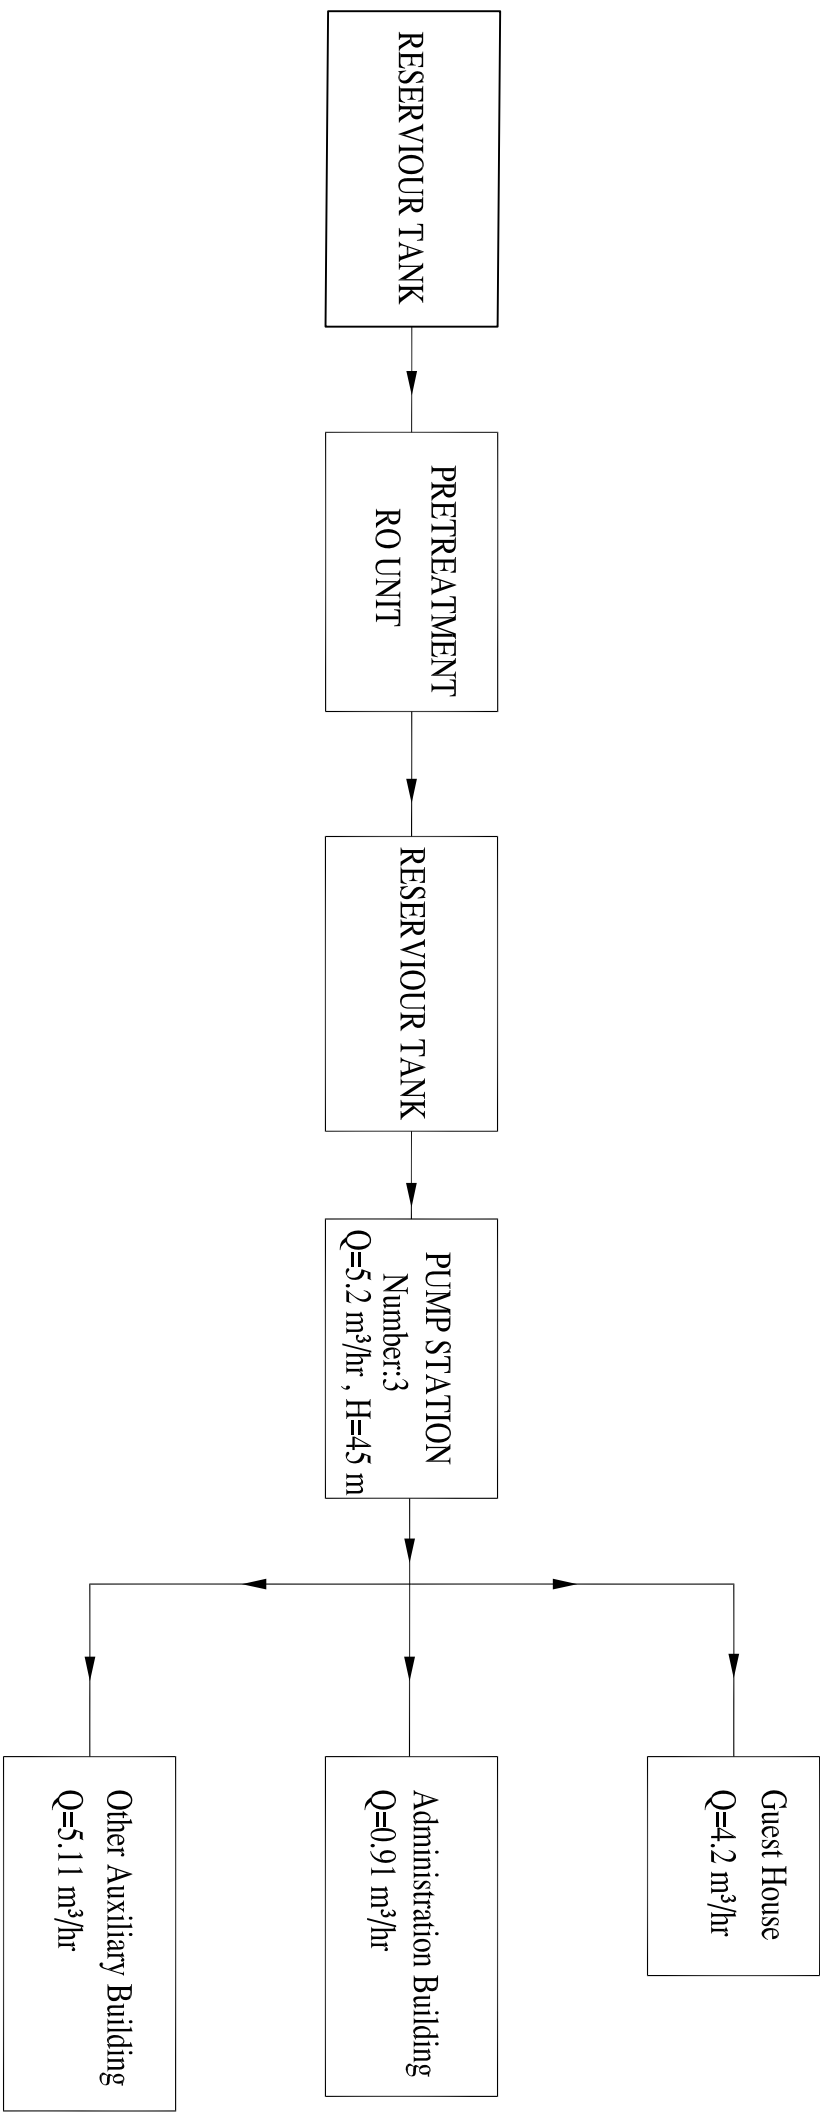 RESERVIOUR TANK
PRETREATMENT
RO UNIT
RESERVIOUR TANK
PUMP STATION
Number:3
Q=5.2 m³/hr , H=45 m
Guest House
Q=4.2 m³/hr
Administration Building
Q=0.91 m³/hr
Other Auxiliary Building
Q=5.11 m³/hr